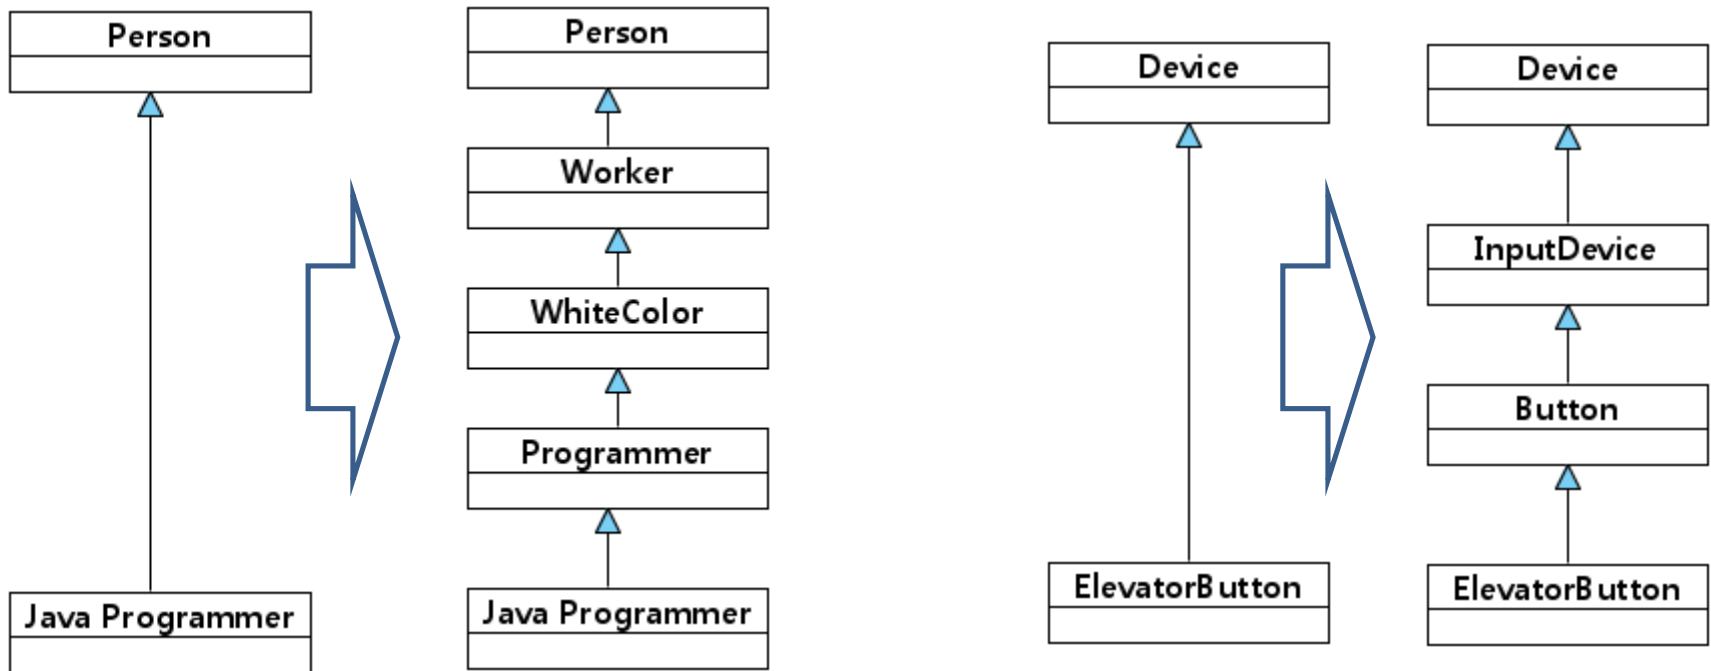 Person
Java Programmer
Person
Worker
WhiteColor
Programmer
Java Programmer
Device
ElevatorButton
Device
InputDevice
Button
ElevatorButton